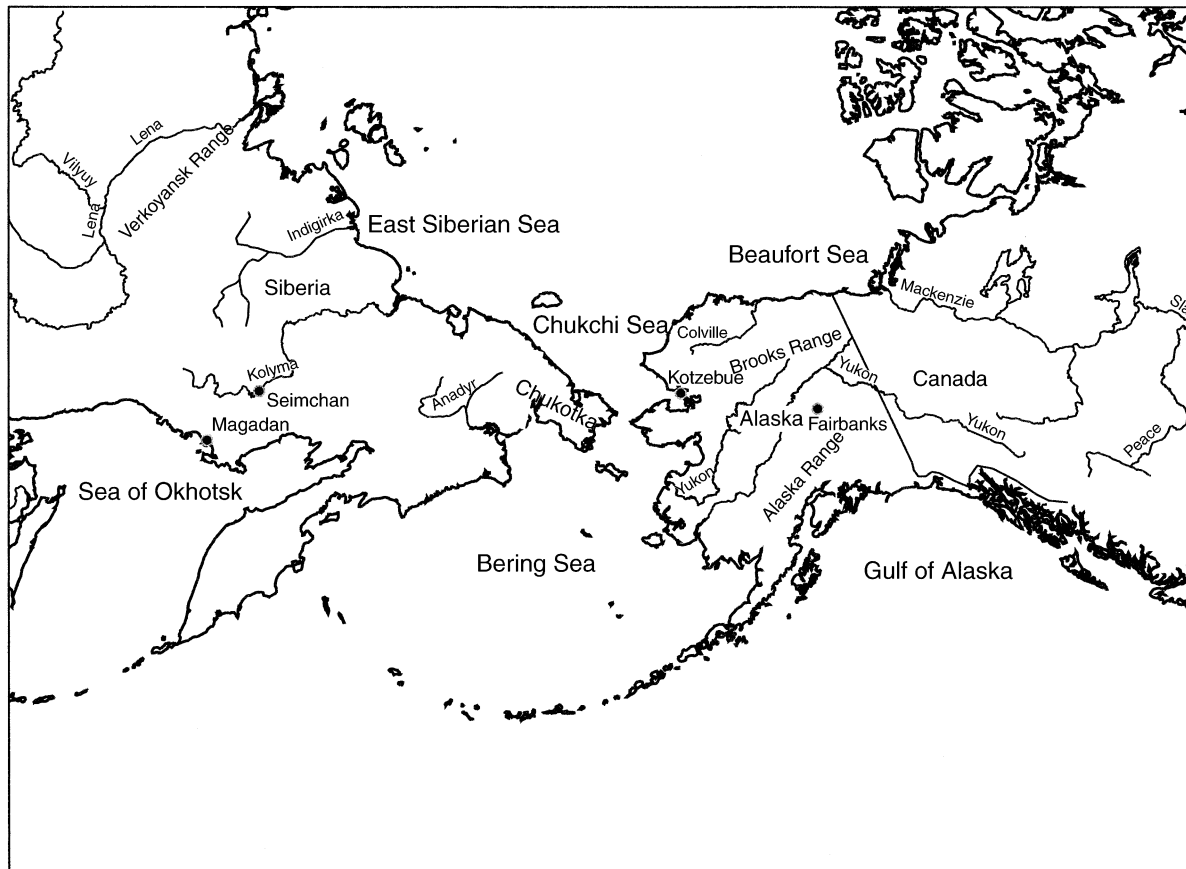 Lena
Vilyuy
Verkoyansk Range
Lena
Indigirka
East Siberian Sea
Beaufort Sea
Siberia
Mackenzie
Chukchi Sea
Colville
Brooks Range
Kolyma
Seimchan
Anadyr
Chukotka
Kotzebue
Yukon
Canada
Magadan
Alaska
Fairbanks
Yukon
Peace
Sea of Okhotsk
Yukon
Alaska Range
Bering Sea
Gulf of Alaska